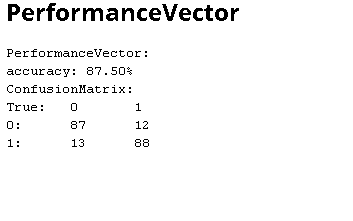 PerformanceVector
PerformanceVector:
accuracy: 87.50%
ConfusionMatrix:
True: 0 1
0: 87 12
1: 13 88